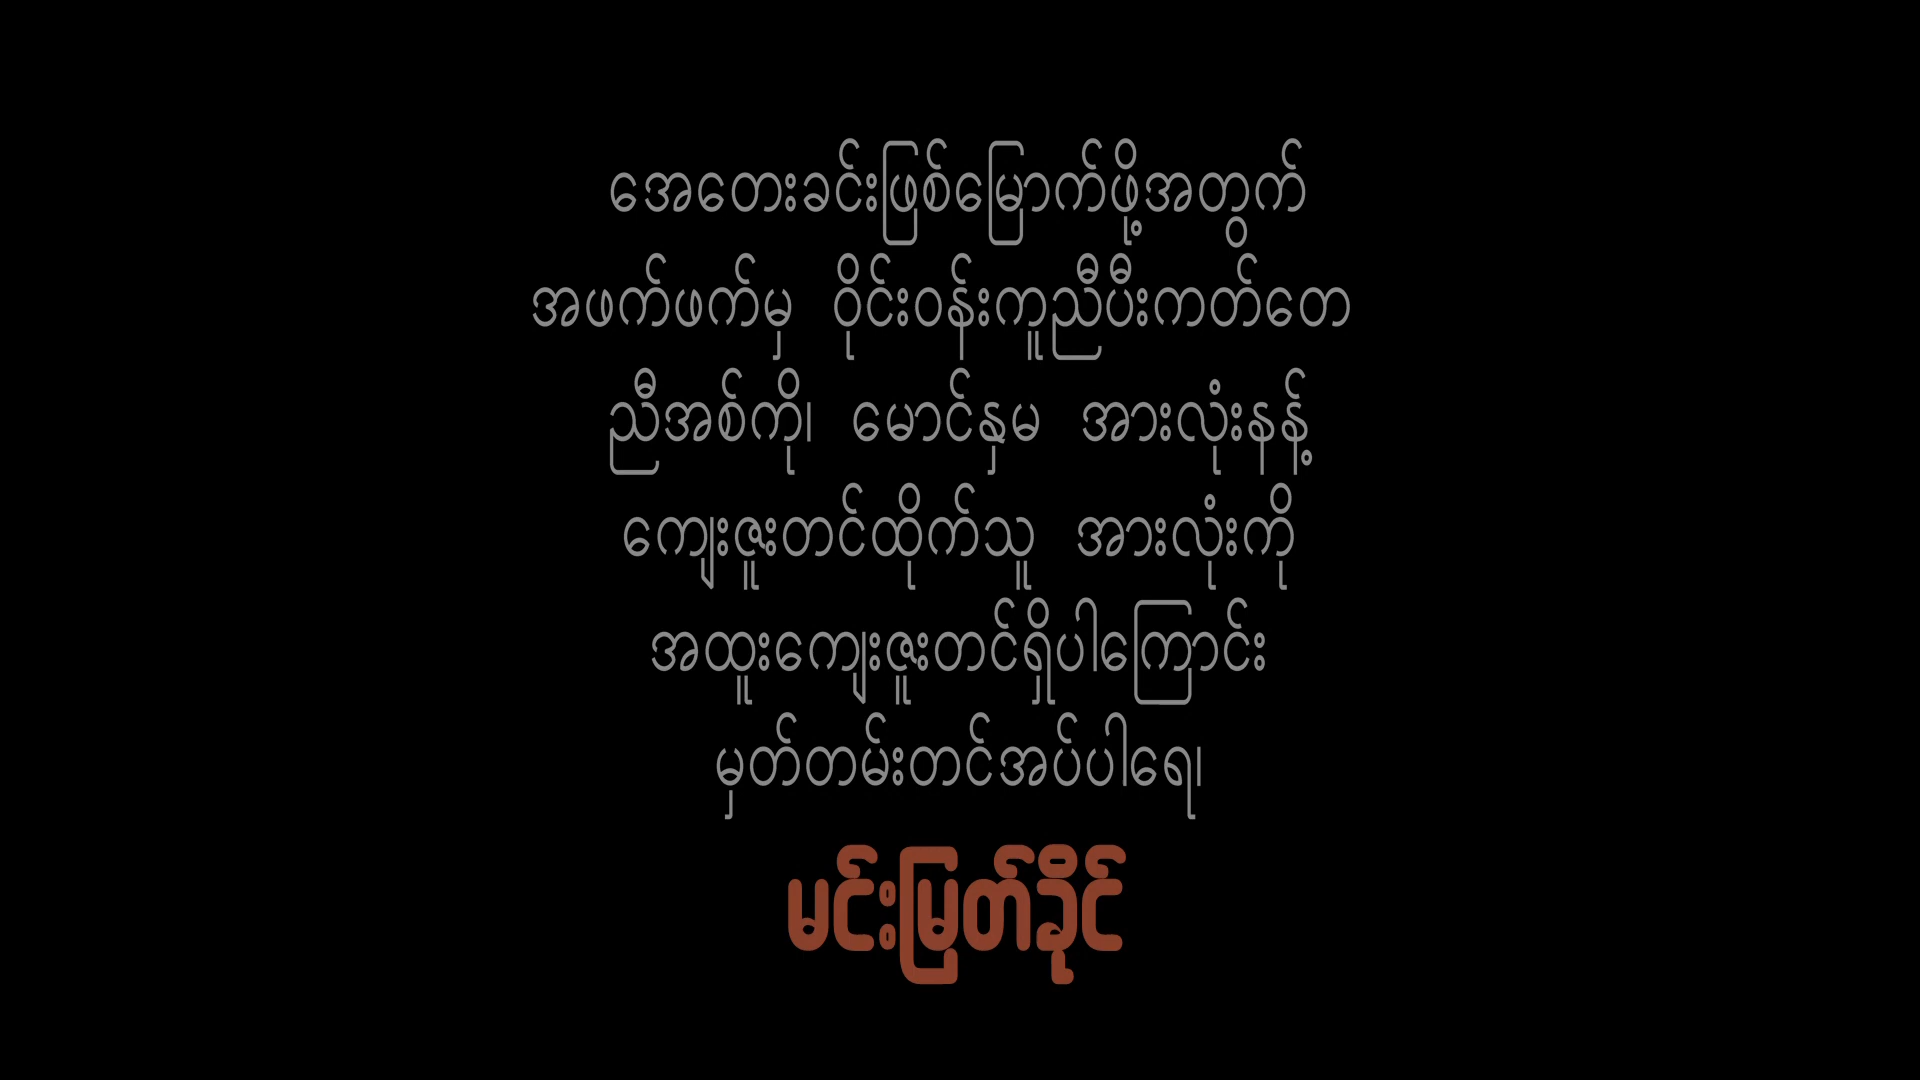 အေတေးခင်းဖြစ်မြောက်ဖို့အတွက်
အဖက်ဖက်မှ ဝိုင်းဝန်းကူညီပီးကတ်တေ
ညီအစ်ကို၊ မောင်နှမ အားလုံးနန့်
ကျေးဇူးတင်ထိုက်သူ အားလုံးကို
အထူးကျေးဇူးတင်ရှိပါကြောင်း
မှတ်တမ်းတင်အပ်ပါရေ၊
မင်းမြတ်ခိုင်